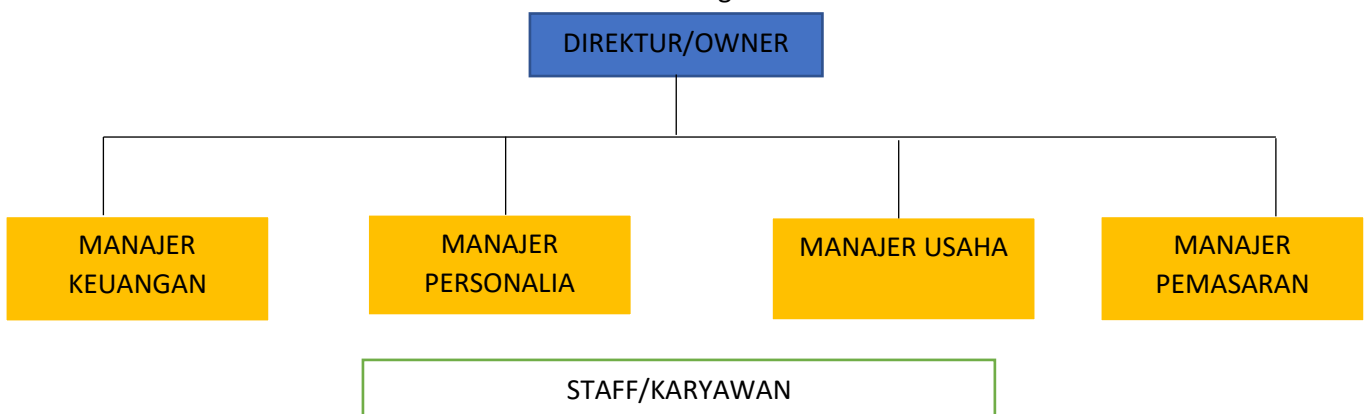 DIREKTUR/OWNER
MANAJER
KEUANGAN
MANAJER
PERSONALIA
MANAJER USAHA
MANAJER
PEMASARAN
STAFF/KARYAWAN